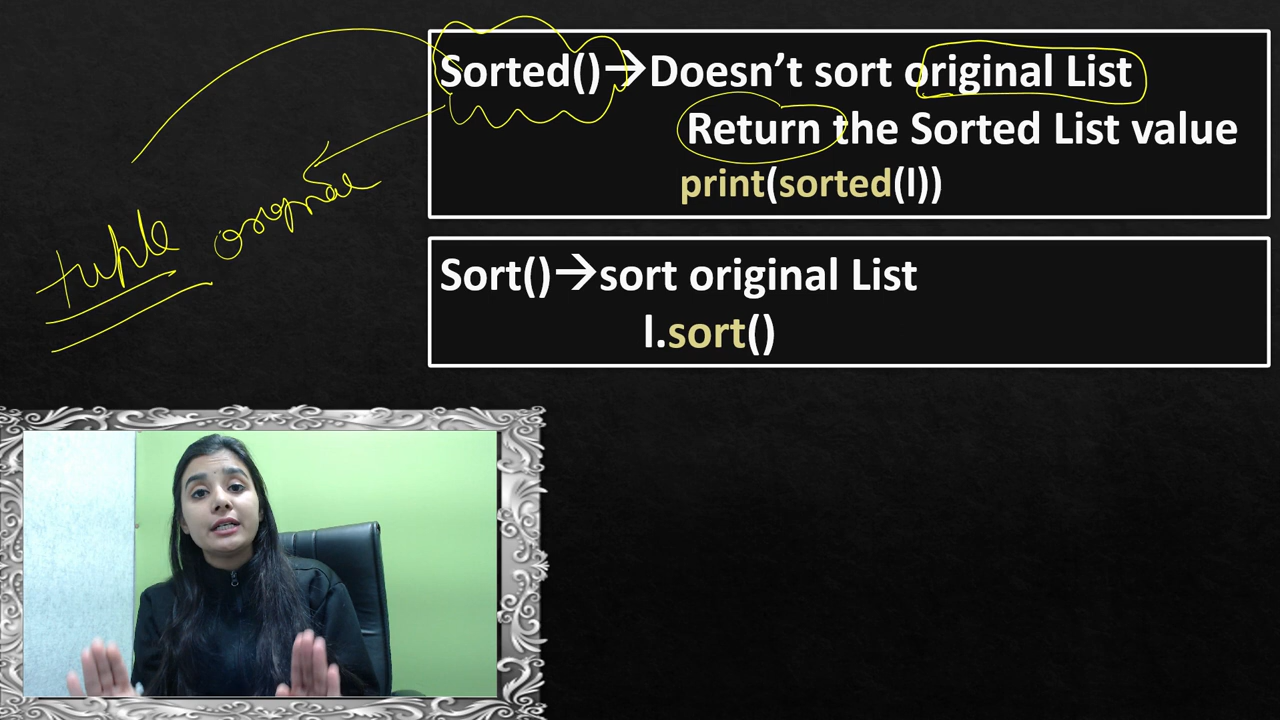 Sorted()→Doesn't sort original List
Return the Sorted List value
print(sorted(l))
tuple
original
Sort()→sort original List
l.sort()